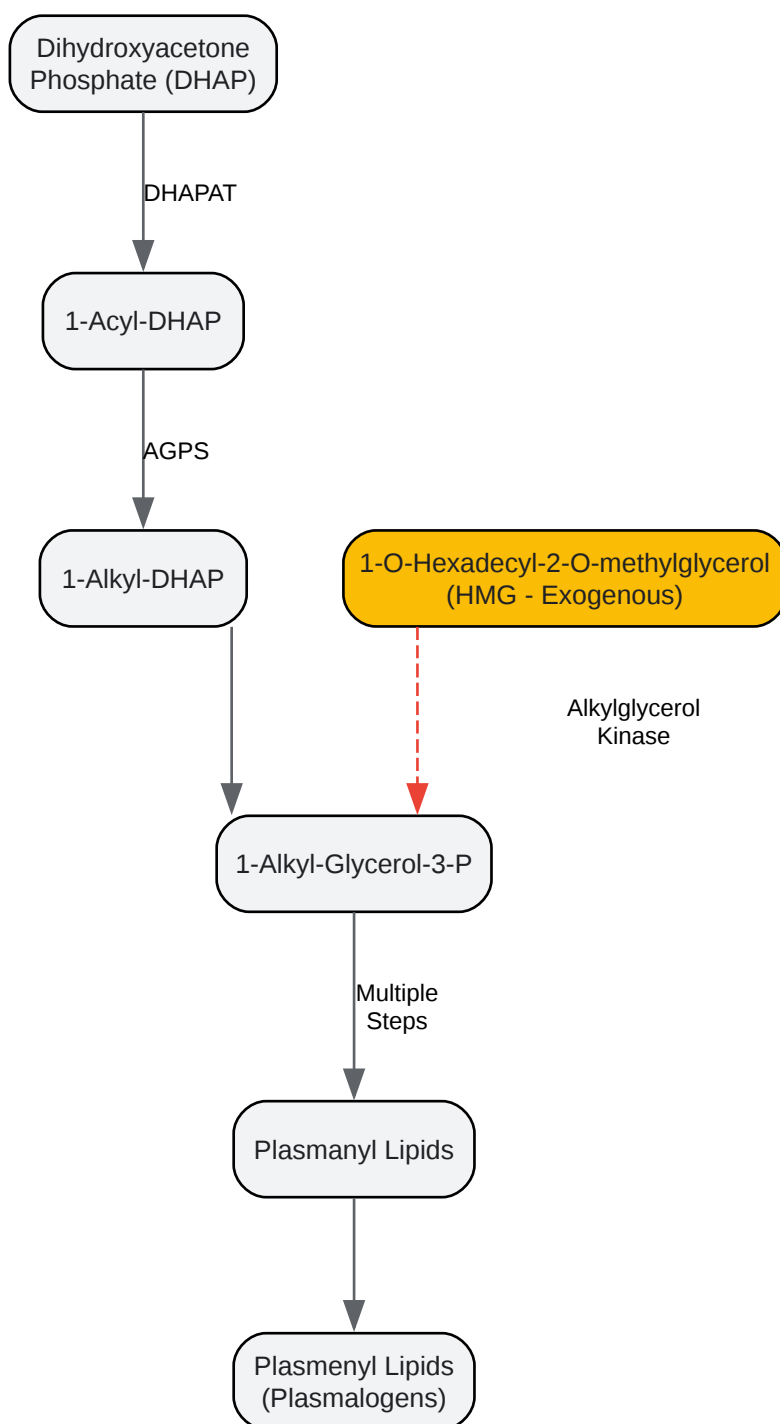 Dihydroxyacetone
Phosphate (DHAP)
DHAPAT
1-Acyl-DHAP
AGPS
1-Alkyl-DHAP
1-O-Hexadecyl-2-O-methylglycerol
(HMG - Exogenous)
Alkylglycerol
Kinase
1-Alkyl-Glycerol-3-P
Multiple
Steps
Plasmanyl Lipids
Plasmenyl Lipids
(Plasmalogens)